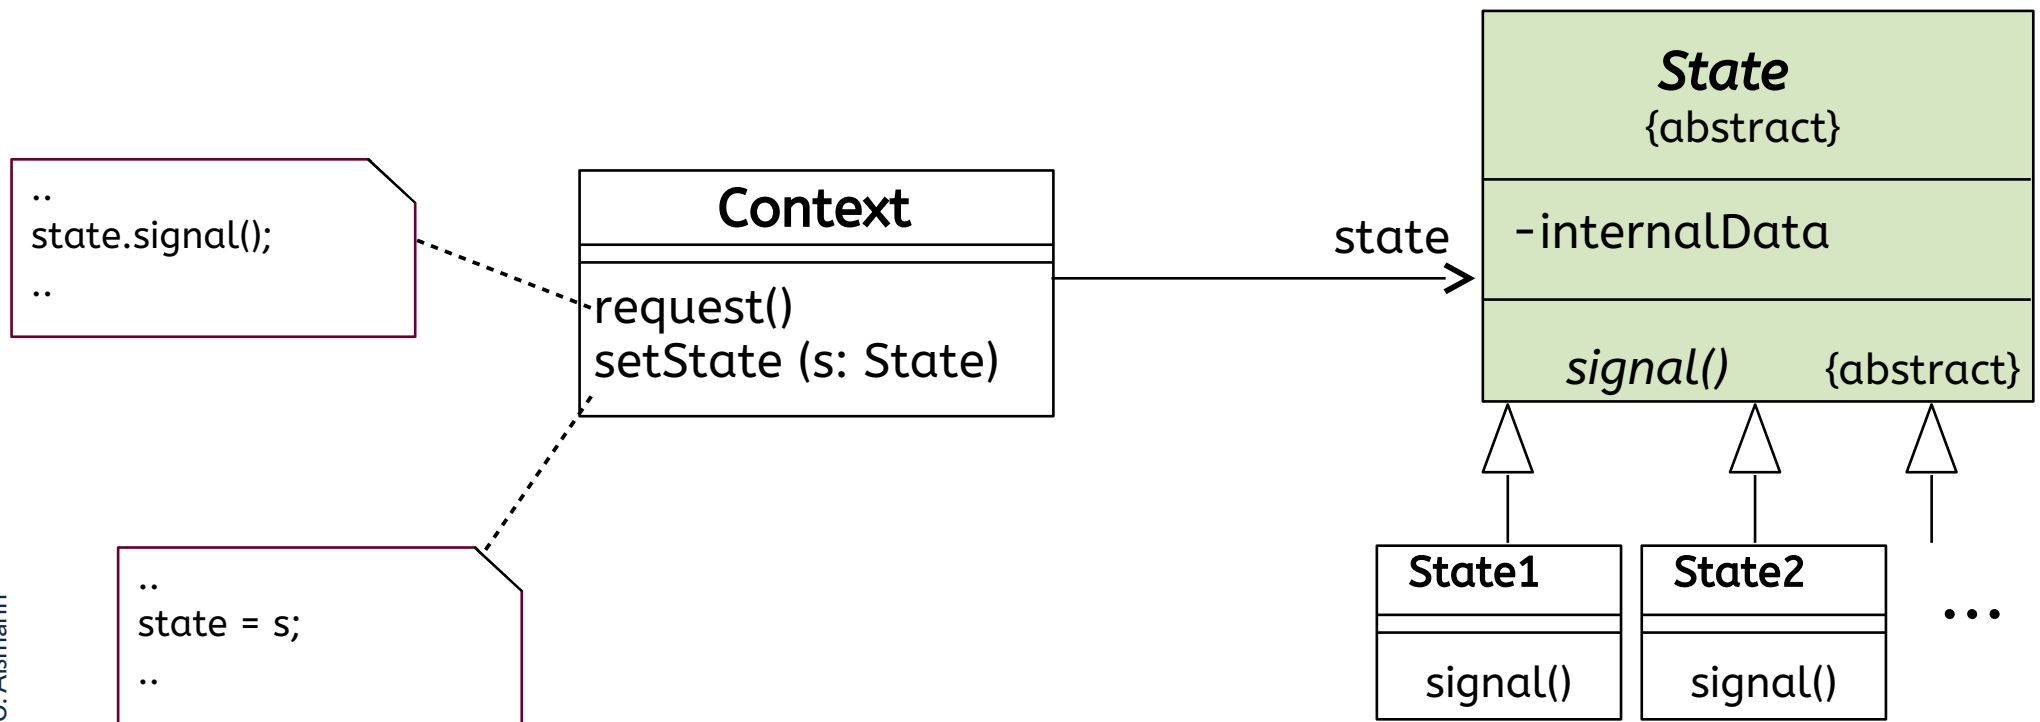 State
{abstract}
-internalData
signal() {abstract}
state
Context
request()
setState (s: State)
..
state.signal();
..
..
state = s;
..
State1
signal()
State2
signal()
...